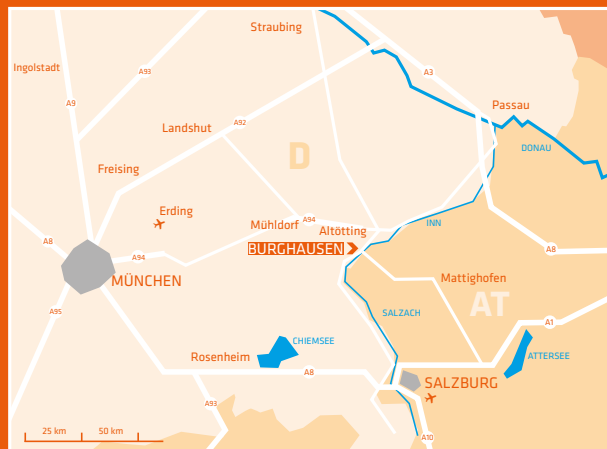 Straubing
Ingolstadt
A93
A3
A9
Passau
A92
Landshut
DONAU
D
Freising
Erding
Mühldorf
A94
Altötting
INN
A8
BURGHAUSEN
A8
A94
MÜNCHEN
Mattighofen
AT
A95
SALZACH
A1
CHIEMSEE
Rosenheim
ATTERSEE
A8
SALZBURG
A93
25 km
50 km
A10